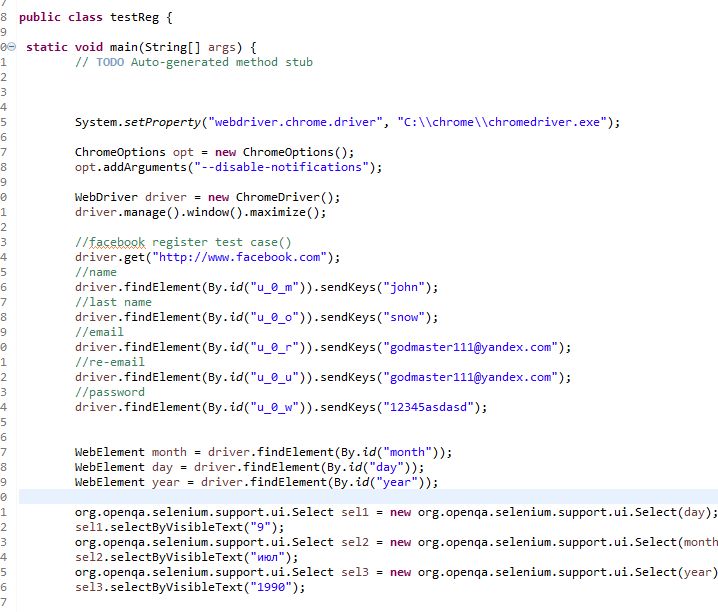 7
8 public class testReg {
9
0 static void main(String[] args) {
1 // TODO Auto-generated method stub
2
3
4
5 System.setProperty("webdriver.chrome.driver", "C:\\chrome\\chromedriver.exe");
6
7 ChromeOptions opt = new ChromeOptions();
8 opt.addArguments("--disable-notifications");
9
0 WebDriver driver = new ChromeDriver();
1 driver.manage().window().maximize();
2
3 //facebook register test case()
4 driver.get("http://www.facebook.com");
5 //name
6 driver.findElement(By.id("u_0_m")).sendKeys("john");
7 //last name
8 driver.findElement(By.id("u_0_o")).sendKeys("snow");
9 //email
0 driver.findElement(By.id("u_0_r")).sendKeys("godmaster111@yandex.com");
1 //re-email
2 driver.findElement(By.id("u_0_u")).sendKeys("godmaster111@yandex.com");
3 //password
4 driver.findElement(By.id("u_0_w")).sendKeys("12345asdasd");
5
6
7 WebElement month = driver.findElement(By.id("month"));
8 WebElement day = driver.findElement(By.id("day"));
9 WebElement year = driver.findElement(By.id("year"));
0
1 org.openqa.selenium.support.ui.Select sel1 = new org.openqa.selenium.support.ui.Select(day);
2 sel1.selectByVisibleText("9");
3 org.openqa.selenium.support.ui.Select sel2 = new org.openqa.selenium.support.ui.Select(month
4 sel2.selectByVisibleText("июл");
5 org.openqa.selenium.support.ui.Select sel3 = new org.openqa.selenium.support.ui.Select(year)
6 sel3.selectByVisibleText("1990");
7